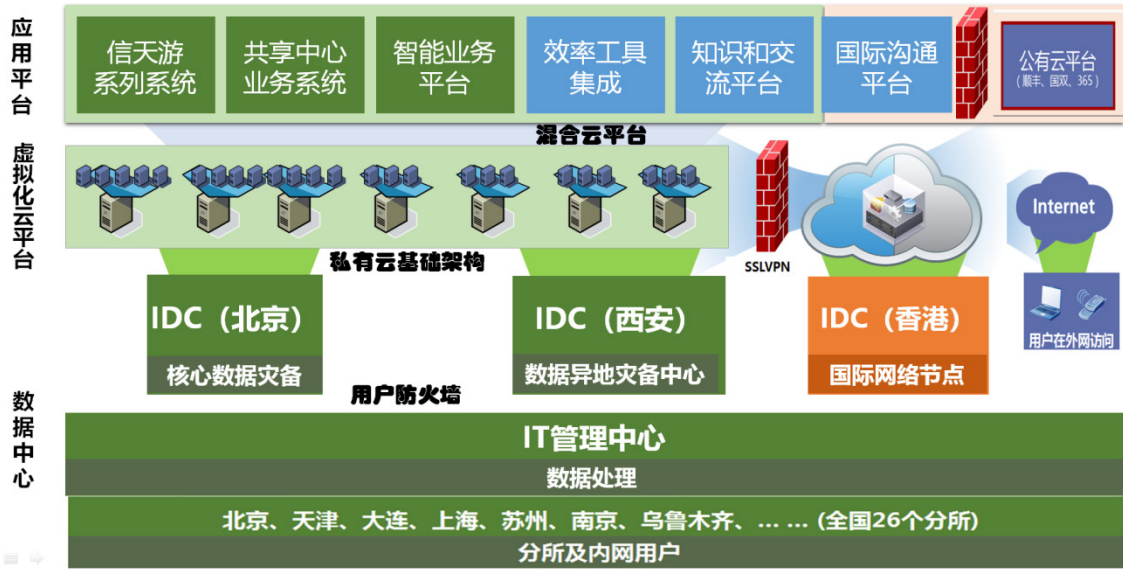 应用平台
信天游
系列系统
共享中心
业务系统
智能业务
平台
效率工具
集成
知识和交
流平台
国际沟通
平台
公有云平台
(顺丰、国双、365)
混合云平台
虚拟化云平台
Internet
SSLVPN
私有云基础架构
IDC（北京）
核心数据灾备
IDC（西安）
数据异地灾备中心
IDC（香港）
国际网络节点
用户在外网访问
用户防火墙
数据中心
IT管理中心
数据处理
北京、天津、大连、上海、苏州、南京、乌鲁木齐、... ... (全国26个分所)
分所及内网用户